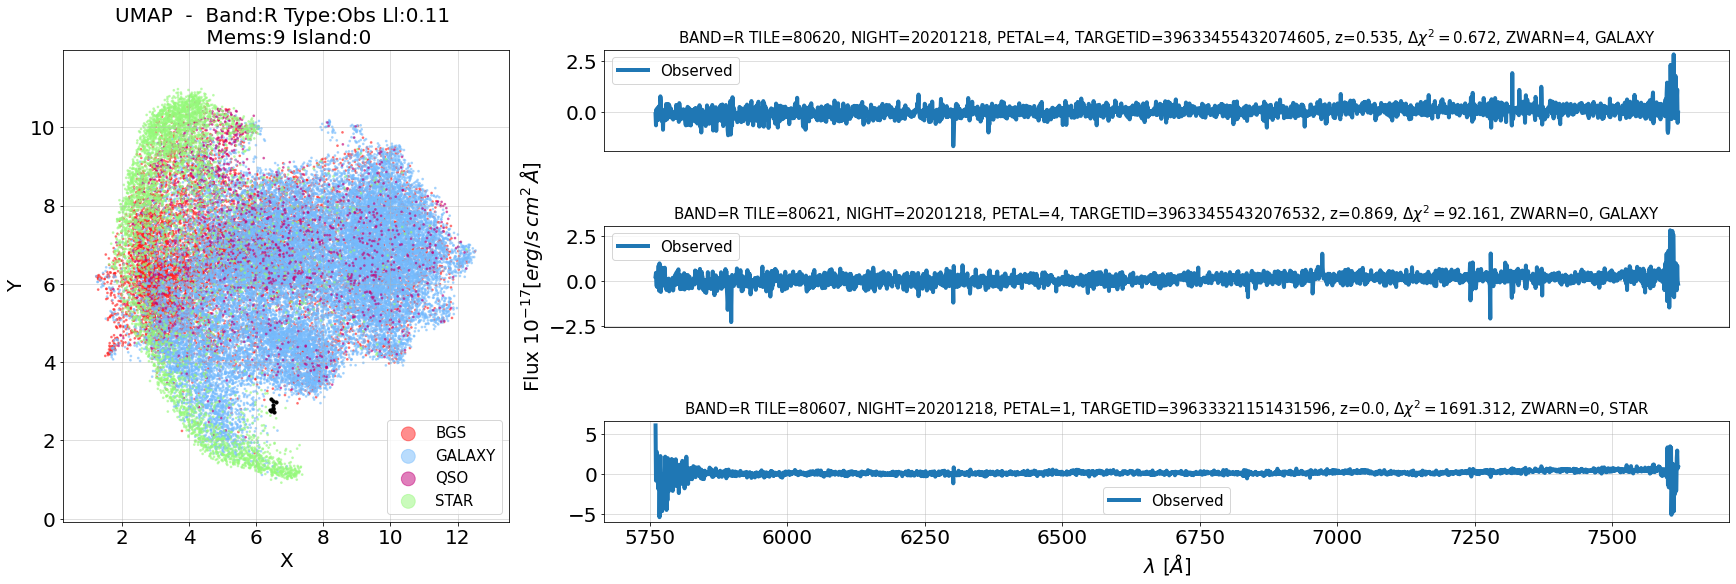 UMAP - Band:R Type:Obs Ll:0.11
Mems:9 Island:0
Y
10
8
6
4
2
0
2 4 6 8 10 12
X
BGS
GALAXY
QSO
STAR
Flux 10⁻¹⁷[erg/s cm² Å]
BAND=R TILE=80620, NIGHT=20201218, PETAL=4, TARGETID=39633455432074605, z=0.535, Δχ² = 0.672, ZWARN=4, GALAXY
2.5
0.0
Observed
BAND=R TILE=80621, NIGHT=20201218, PETAL=4, TARGETID=39633455432076532, z=0.869, Δχ² = 92.161, ZWARN=0, GALAXY
2.5
0.0
−2.5
Observed
BAND=R TILE=80607, NIGHT=20201218, PETAL=1, TARGETID=39633321151431596, z=0.0, Δχ² = 1691.312, ZWARN=0, STAR
5
0
−5
Observed
5750 6000 6250 6500 6750 7000 7250 7500
λ [Å]